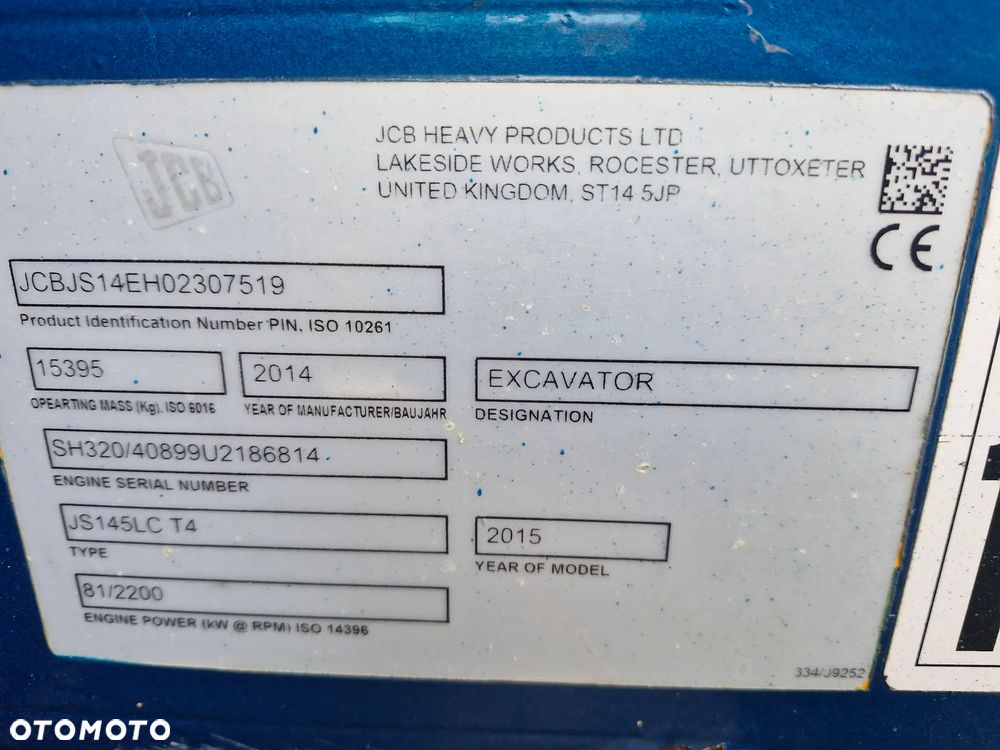 JCB
JCB HEAVY PRODUCTS LTD
LAKESIDE WORKS, ROCESTER, UTTOXETER
UNITED KINGDOM, ST14 5JP
CE
JCBJS14EH02307519
Product Identification Number PIN, ISO 10261
15395
OPEARTING MASS (Kg), ISO 6016
2014
YEAR OF MANUFACTURER/BAUJAHR
EXCAVATOR
DESIGNATION
SH320/40899U2186814
ENGINE SERIAL NUMBER
JS145LC T4
TYPE
2015
YEAR OF MODEL
81/2200
ENGINE POWER (kW @ RPM) ISO 14396
334/J9252
OTOMOTO